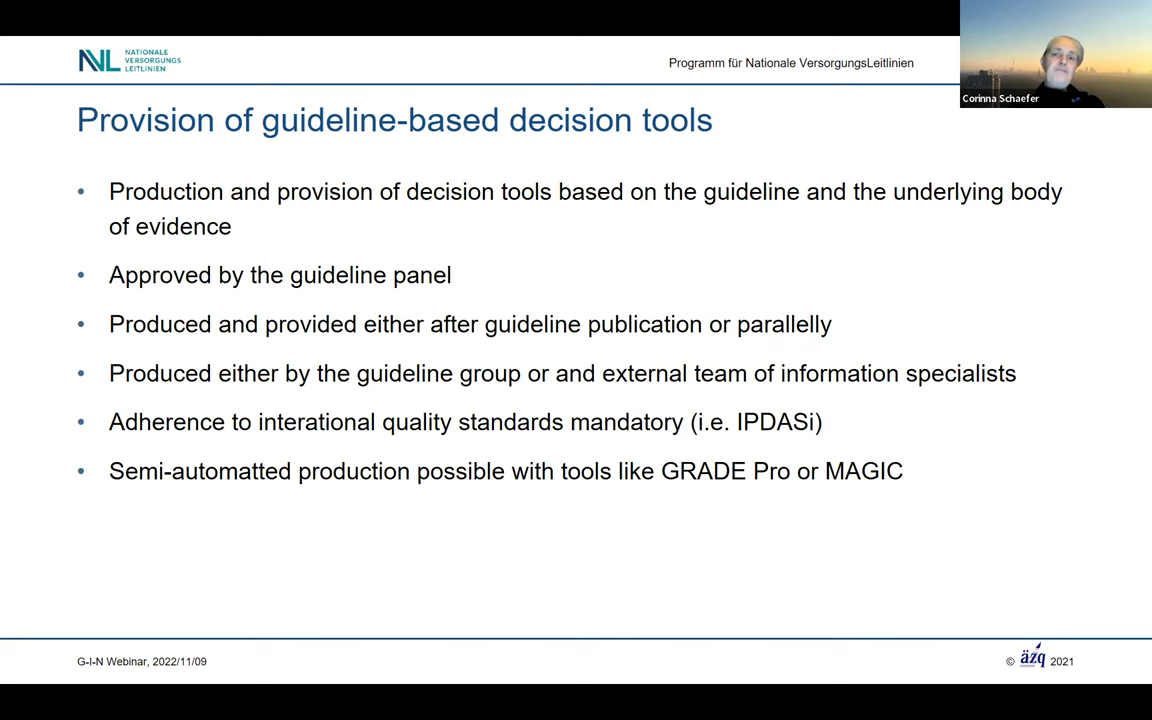 NVL NATIONALE
VERSORGUNGS
LEITLINIEN
Programm für Nationale VersorgungsLeitlinien
Corinna Schaefer
Provision of guideline-based decision tools
• Production and provision of decision tools based on the guideline and the underlying body
of evidence
• Approved by the guideline panel
• Produced and provided either after guideline publication or parallelly
• Produced either by the guideline group or and external team of information specialists
• Adherence to interational quality standards mandatory (i.e. IPDASi)
• Semi-automatted production possible with tools like GRADE Pro or MAGIC
G-I-N Webinar, 2022/11/09
© äzq 2021